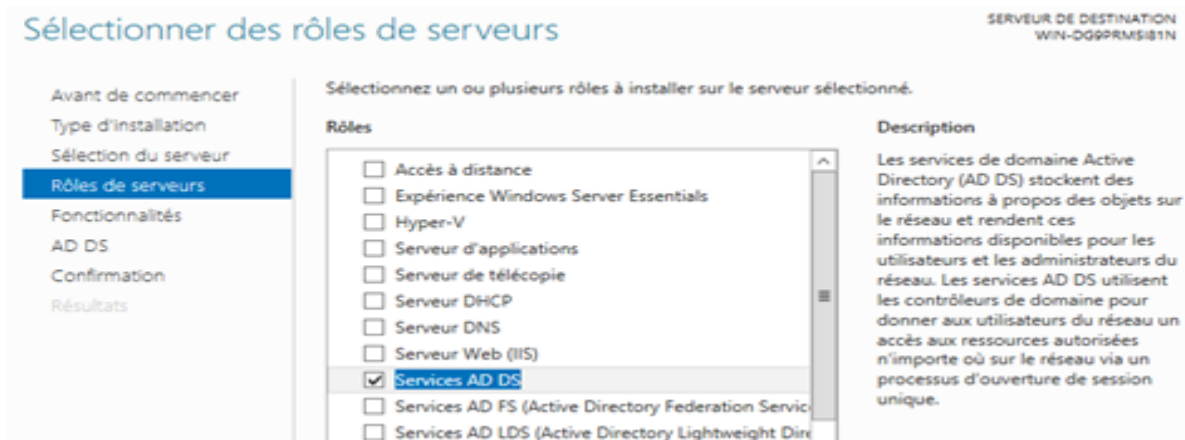 Sélectionner des rôles de serveurs
SERVEUR DE DESTINATION
WIN-DG9PRMSI81N
Avant de commencer
Type d'installation
Sélection du serveur
Rôles de serveurs
Fonctionnalités
AD DS
Confirmation
Résultats
Sélectionnez un ou plusieurs rôles à installer sur le serveur sélectionné.
Rôles
Accès à distance
Expérience Windows Server Essentials
Hyper-V
Serveur d'applications
Serveur de télécopie
Serveur DHCP
Serveur DNS
Serveur Web (IIS)
Services AD DS
Services AD FS (Active Directory Federation Servic
Services AD LDS (Active Directory Lightweight Dire
Description
Les services de domaine Active
Directory (AD DS) stockent des
informations à propos des objets sur
le réseau et rendent ces
informations disponibles pour les
utilisateurs et les administrateurs du
réseau. Les services AD DS utilisent
les contrôleurs de domaine pour
donner aux utilisateurs du réseau un
accès aux ressources autorisées
n'importe où sur le réseau via un
processus d'ouverture de session
unique.